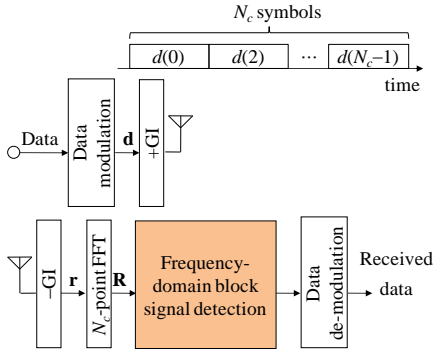 N_c symbols
d(0) d(2) ··· d(N_c−1)
time
Data
Data modulation
d
+GI
−GI
r
N_c-point FFT
R
Frequency-
domain block
signal detection
Data
de-modulation
Received
data